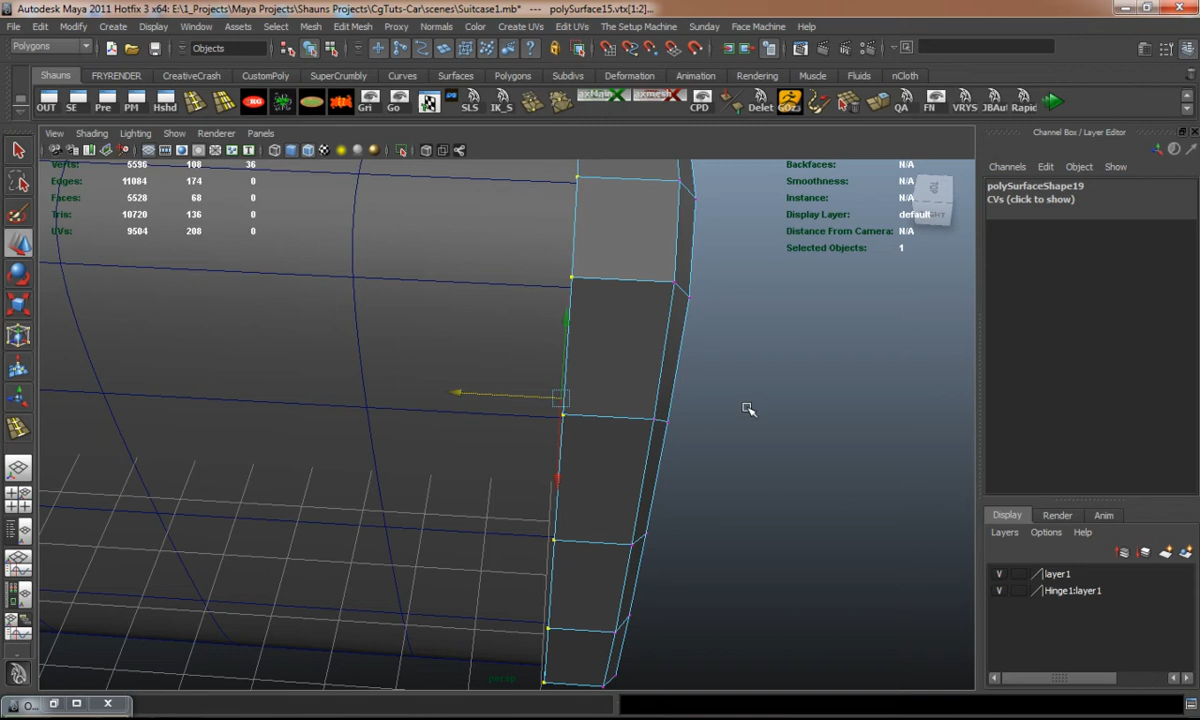 Autodesk Maya 2011 Hotfix 3 x64: E:\1_Projects\Maya Projects\Shauns Projects\CgTuts-Car\scenes\Suitcase1.mb* --- polySurface15.vtx[1:2]...
File Edit Modify Create Display Window Assets Select Mesh Edit Mesh Proxy Normals Color Create UVs Edit UVs The Setup Machine Sunday Face Machine Help
Polygons Objects
Shauns FRYRENDER CreativeCrash CustomPoly SuperCrumbly Curves Surfaces Polygons Subdivs Deformation Animation Rendering Muscle Fluids nCloth
OUT SE Pre PM Hshd Gri Go SLS IK_S CPD Delet GOzs QA FN VRYS JBAut Rapic
View Shading Lighting Show Renderer Panels
Channel Box / Layer Editor
Channels Edit Object Show
Verts: 5596 108 36
Edges: 11084 174 0
Faces: 5528 68 0
Tris: 10720 136 0
UVs: 9504 208 0
Backfaces: N/A
Smoothness: N/A
Instance: N/A
Display Layer: default
Distance From Camera: N/A
Selected Objects: 1
TOP
polySurfaceShape19
CVs (click to show)
Display Render Anim
Layers Options Help
V layer1
V Hinge1:layer1
persp
O...